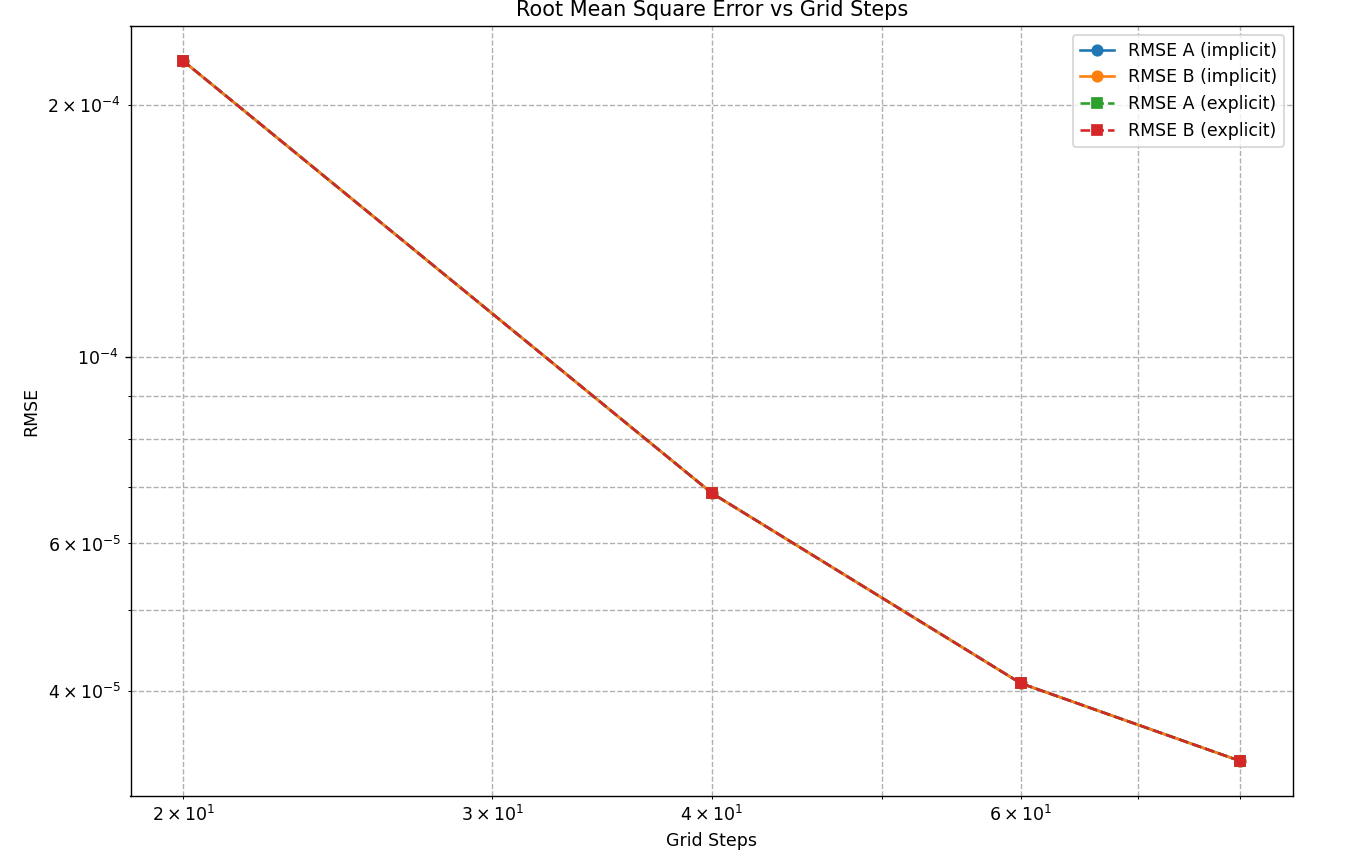 Root Mean Square Error vs Grid Steps
RMSE A (implicit)
RMSE B (implicit)
RMSE A (explicit)
RMSE B (explicit)
2 × 10⁻⁴
10⁻⁴
6 × 10⁻⁵
4 × 10⁻⁵
RMSE
2 × 10¹ 3 × 10¹ 4 × 10¹ 6 × 10¹
Grid Steps